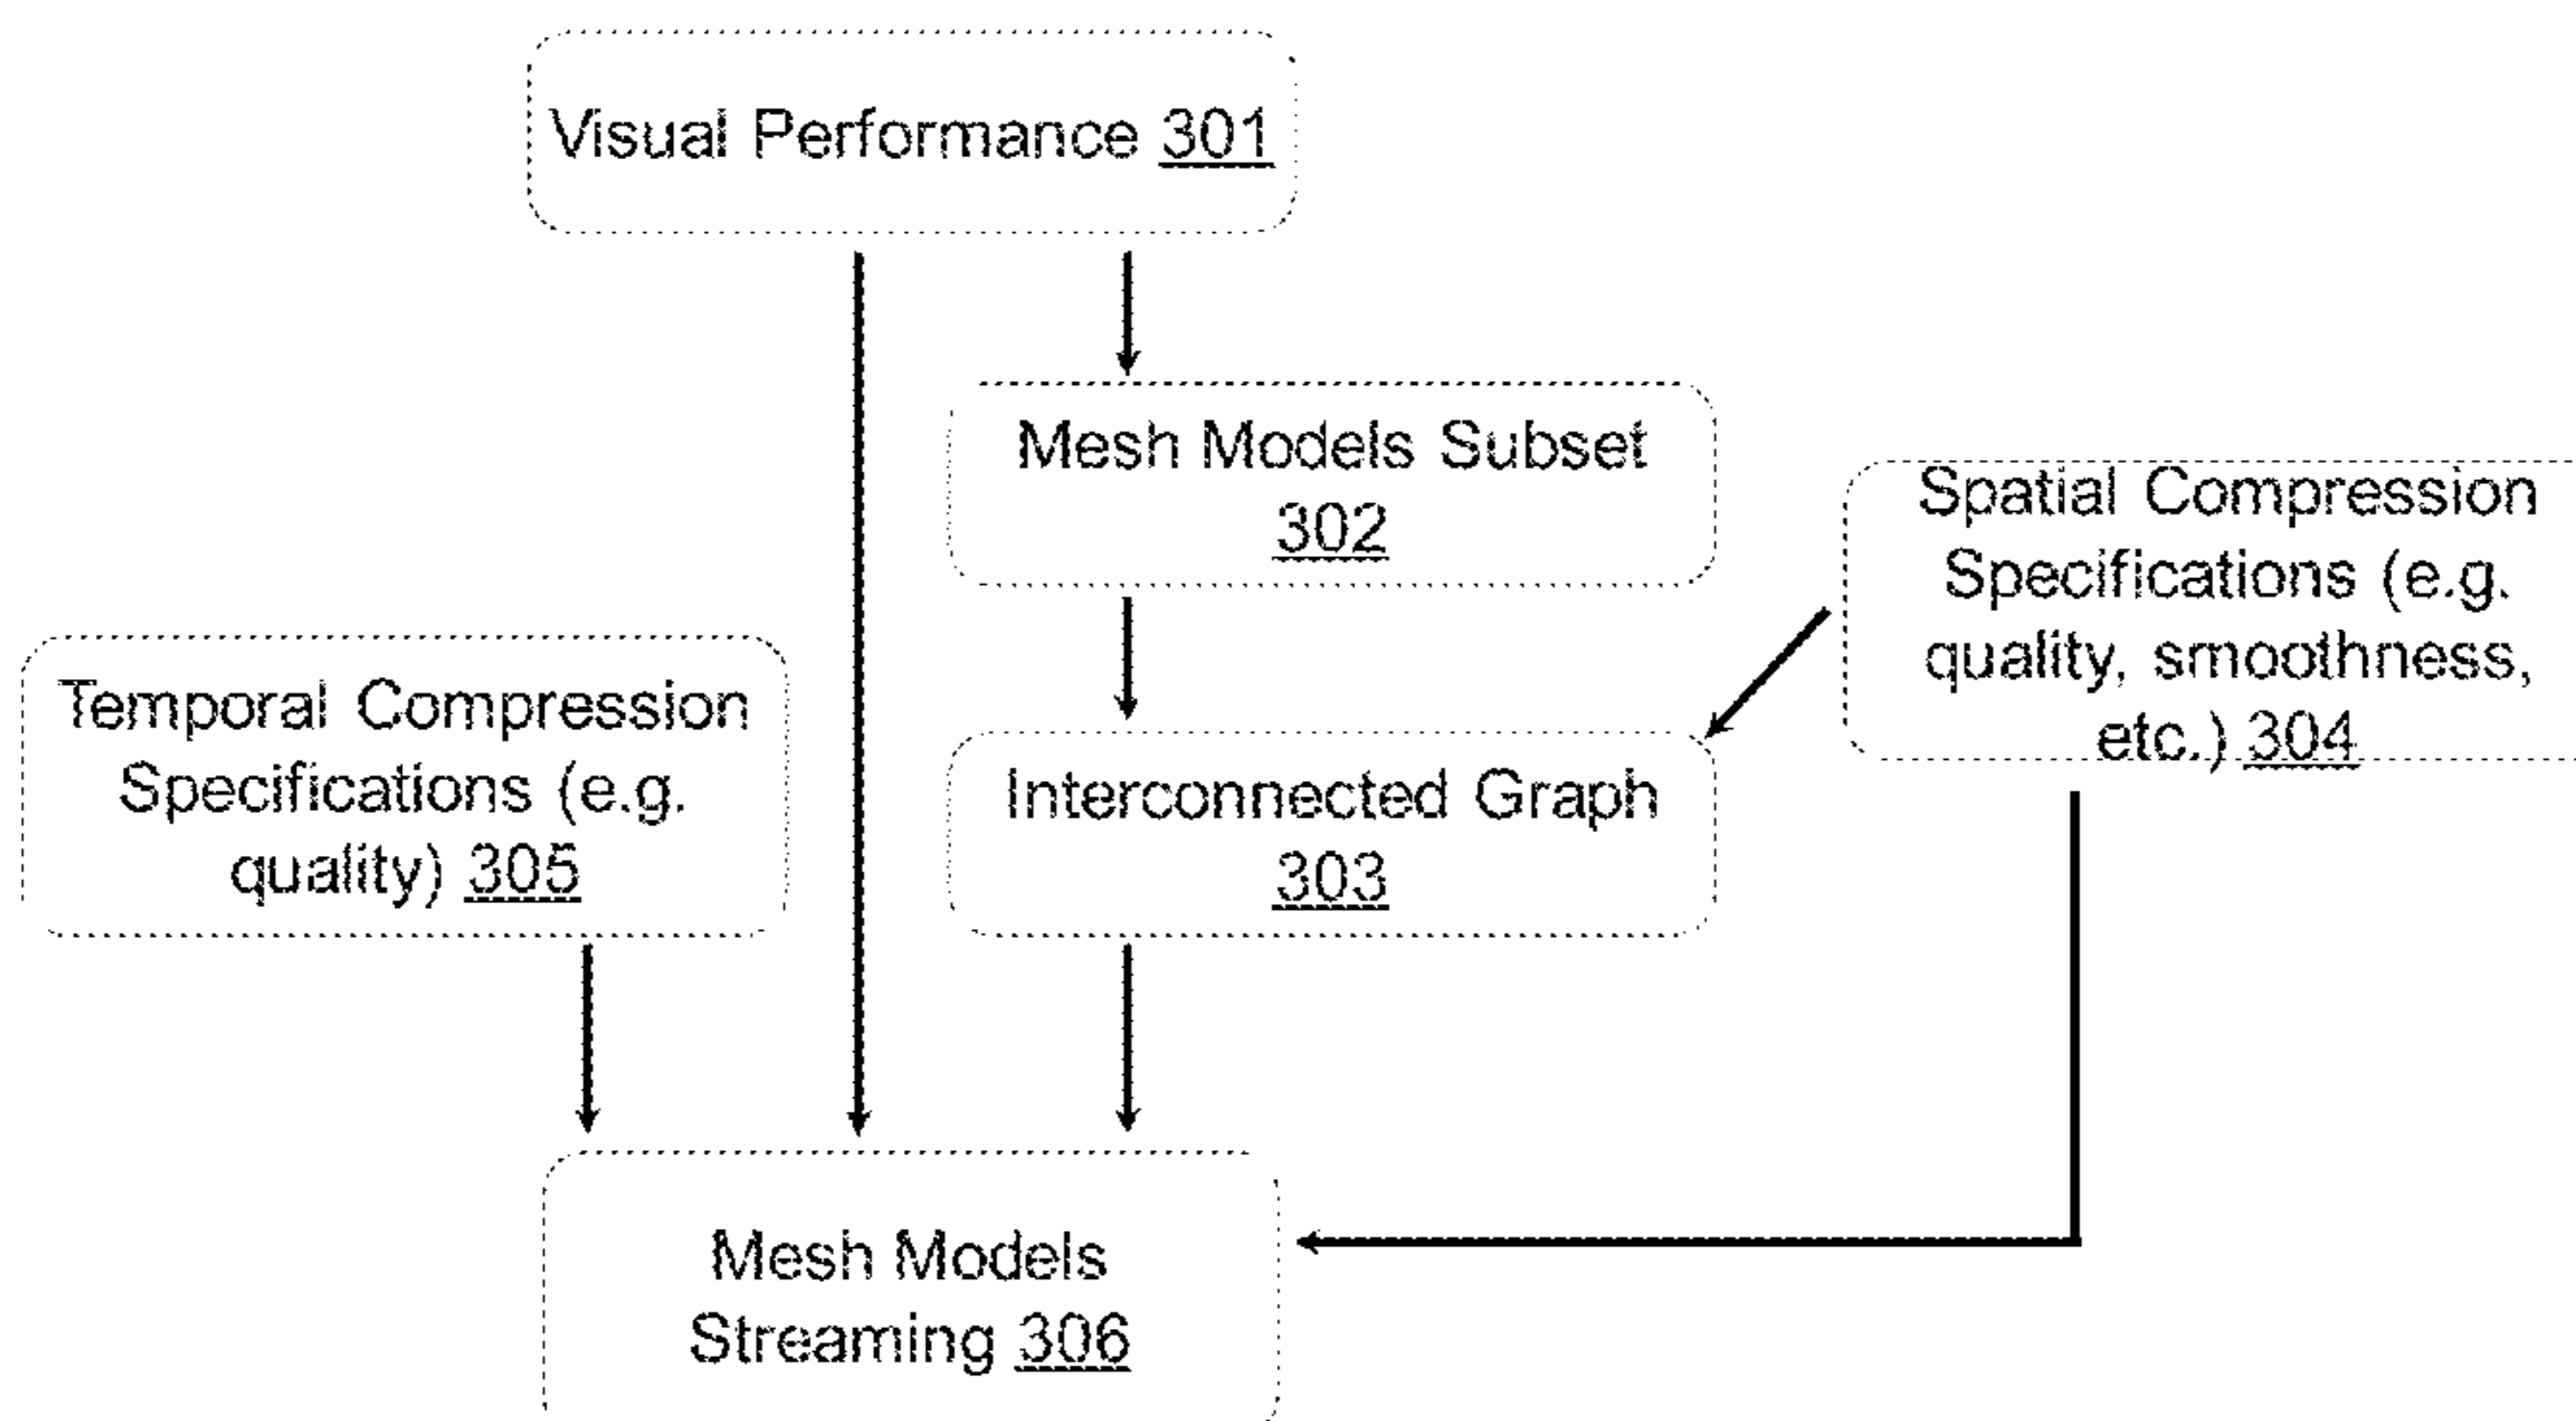 Visual Performance 301
Mesh Models Subset
302
Spatial Compression
Specifications (e.g.
quality, smoothness,
etc.) 304
Temporal Compression
Specifications (e.g.
quality) 305
Interconnected Graph
303
Mesh Models
Streaming 306